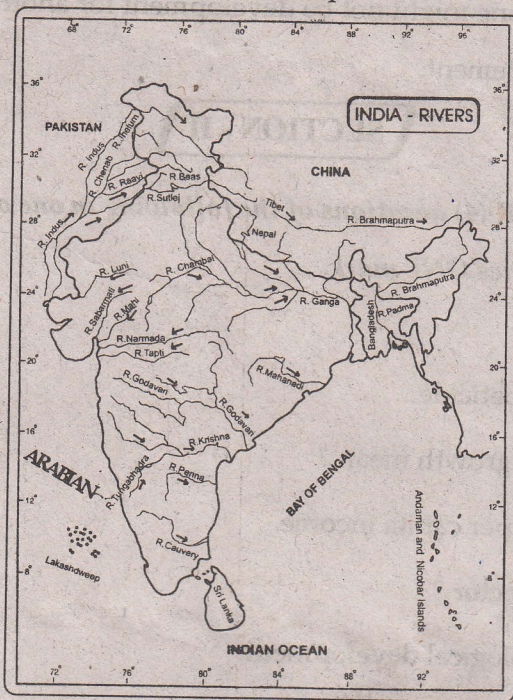 68° 72° 76° 80° 84° 88° 92° 96°
36° 36°
INDIA - RIVERS
PAKISTAN
R. Jhelum
R. Indus
R. Chenab
32° 32°
R. Raavi
R. Beas
R. Sutlej
CHINA
Tibet
R. Brahmaputra
28° 28°
R. Indus
Nepal
R. Luni
R. Chambal
R. Brahmaputra
24° 24°
R. Sabarmati
R. Mahi
R. Ganga
Bangladesh
R. Padma
R. Narmada
R. Tapti
20° 20°
R. Mahanadi
R. Godavari
R. Godavari
16° 16°
R. Krishna
ARABIAN
R. Tungabhadra
R. Penna
BAY OF BENGAL
12° 12°
Andaman and Nicobar Islands
R. Cauvery
8° 8°
Lakashdweep
Sri Lanka
INDIAN OCEAN
72° 76° 80° 84° 88° 92°